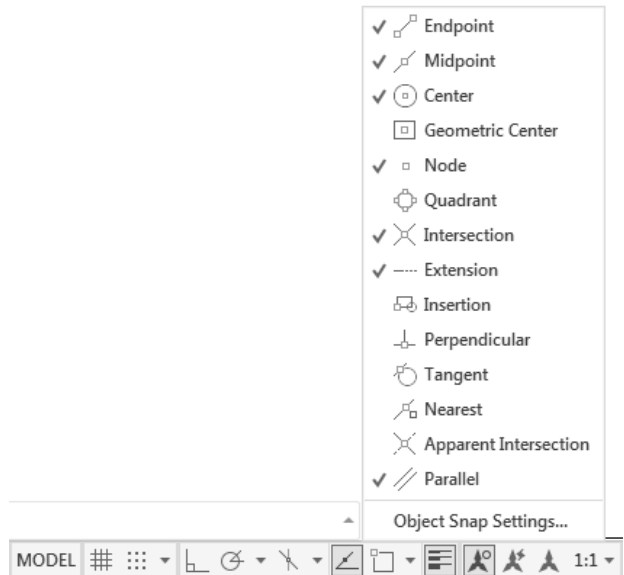 Endpoint
Midpoint
Center
Geometric Center
Node
Quadrant
Intersection
Extension
Insertion
Perpendicular
Tangent
Nearest
Apparent Intersection
Parallel
Object Snap Settings...
MODEL 1:1